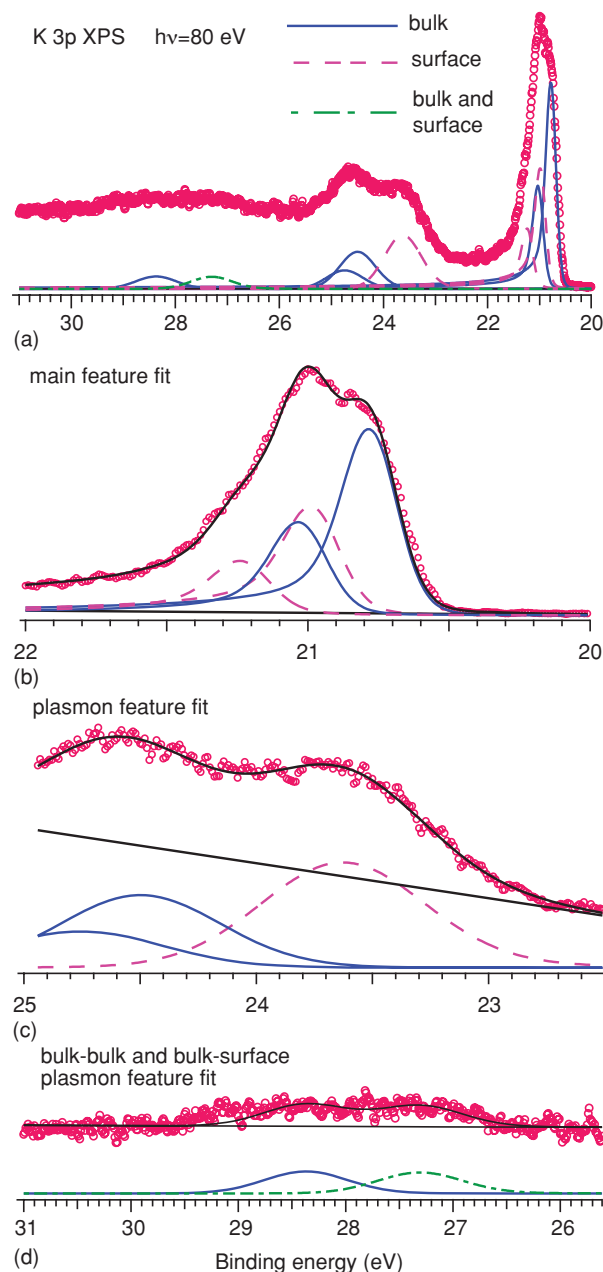 K 3p XPS hν=80 eV
bulk
surface
bulk and
surface
30 28 26 24 22 20
(a)
main feature fit
22 21 20
(b)
plasmon feature fit
25 24 23
(c)
bulk-bulk and bulk-surface
plasmon feature fit
31 30 29 28 27 26
(d) Binding energy (eV)